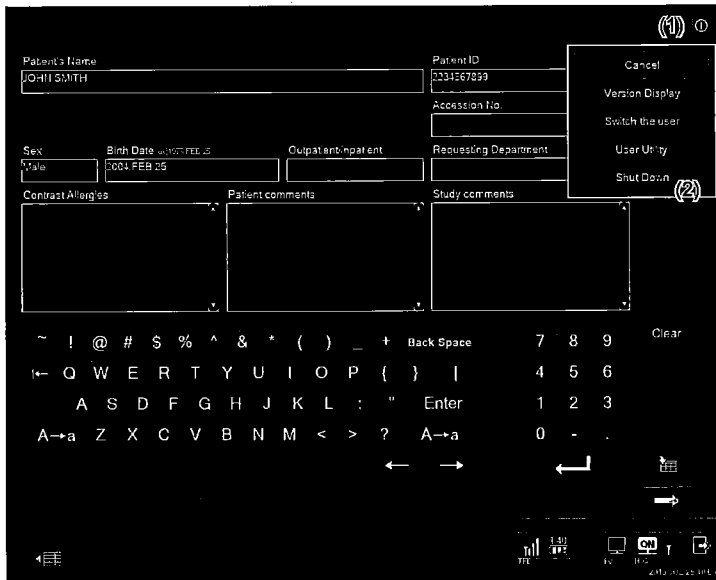 (1)
Patient's Name
Patient ID
Cancel
JOHN SMITH
2234567899
Version Display
Accession No.
Switch the user
Sex
Birth Date
Outpatient/Inpatient
Requesting Department
User Utility
Male
2004 FEB 25
Shut Down
(2)
Contrast Allergies
Patient comments
Study comments
~ ! @ # $ % ^ & * ( ) _ + Back Space 7 8 9 Clear
Q W E R T Y U I O P { } | 4 5 6
A S D F G H J K L : " Enter 1 2 3
A→a Z X C V B N M < > ? A→a 0 - .
← →
ON